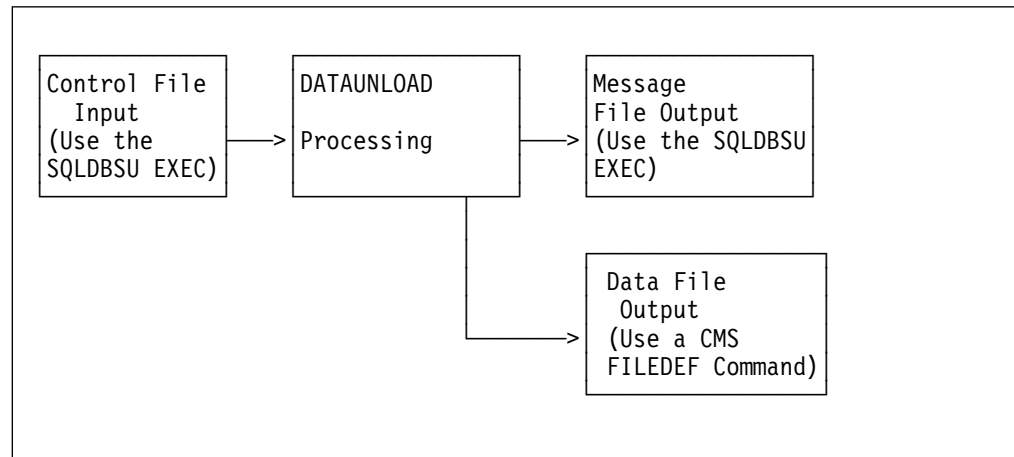 Control File
Input
(Use the
SQLDBSU EXEC)
DATAUNLOAD
Processing
Message
File Output
(Use the SQLDBSU
EXEC)
Data File
Output
(Use a CMS
FILEDEF Command)